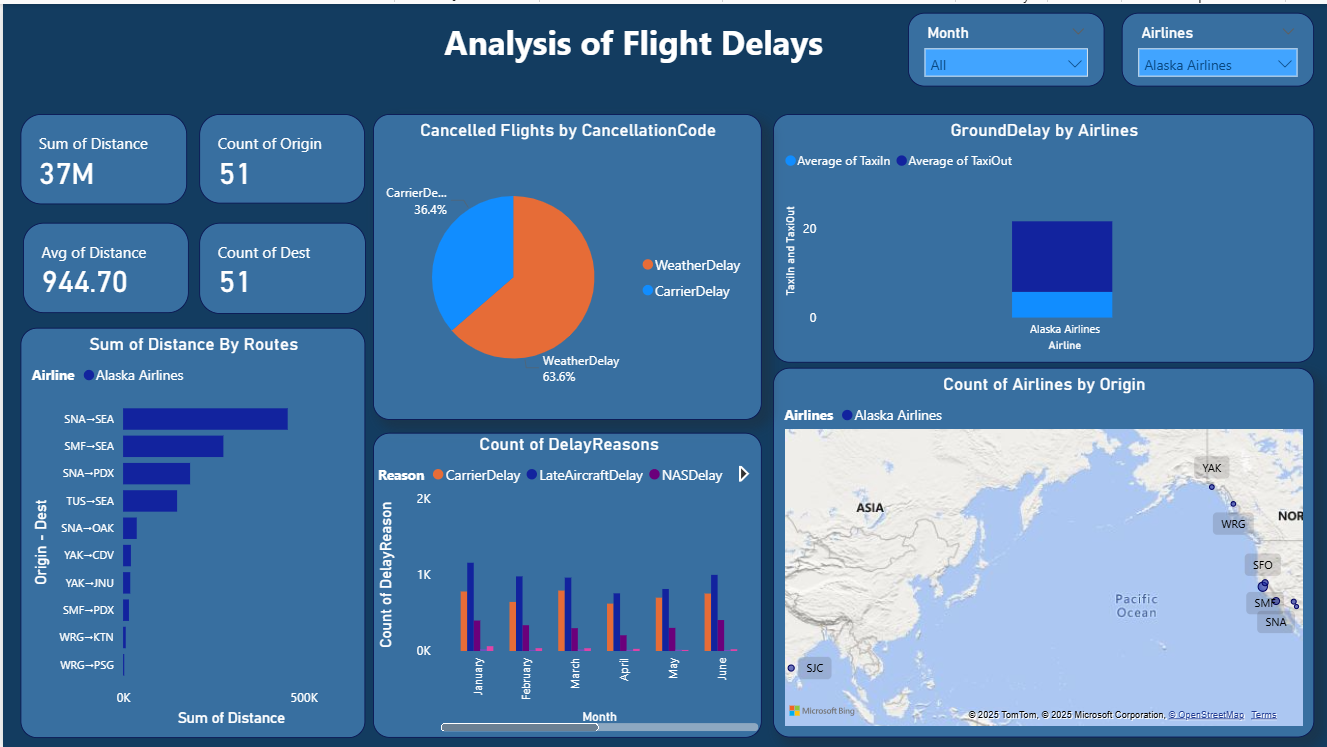 Analysis of Flight Delays
Month
All
Airlines
Alaska Airlines
Sum of Distance
37M
Count of Origin
51
Avg of Distance
944.70
Count of Dest
51
Cancelled Flights by CancellationCode
CarrierDe...
36.4%
WeatherDelay
63.6%
WeatherDelay
CarrierDelay
GroundDelay by Airlines
Average of TaxiIn Average of TaxiOut
TaxiIn and TaxiOut
20
0
Alaska Airlines
Airline
Sum of Distance By Routes
Airline Alaska Airlines
Origin - Dest
SNA→SEA
SMF→SEA
SNA→PDX
TUS→SEA
SNA→OAK
YAK→CDV
YAK→JNU
SMF→PDX
WRG→KTN
WRG→PSG
0K 500K
Sum of Distance
Count of DelayReasons
Reason CarrierDelay LateAircraftDelay NASDelay
Count of DelayReason
2K
1K
0K
January February March April May June
Month
Count of Airlines by Origin
Airlines Alaska Airlines
YAK
ASIA
NOR
WRG
SFO
Pacific
Ocean
SMF
SNA
SJC
Microsoft Bing
© 2025 TomTom, © 2025 Microsoft Corporation, © OpenStreetMap Terms